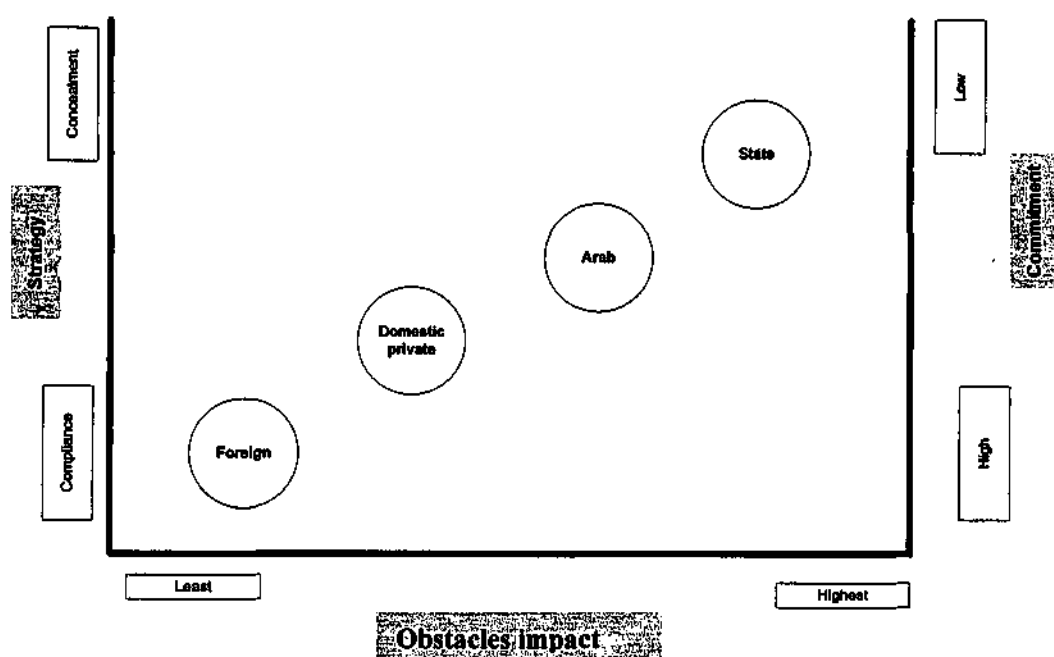 Concealment
Low
State
Strategy
Commitment
Arab
Domestic
private
Compliance
High
Foreign
Least
Highest
Obstacles impact